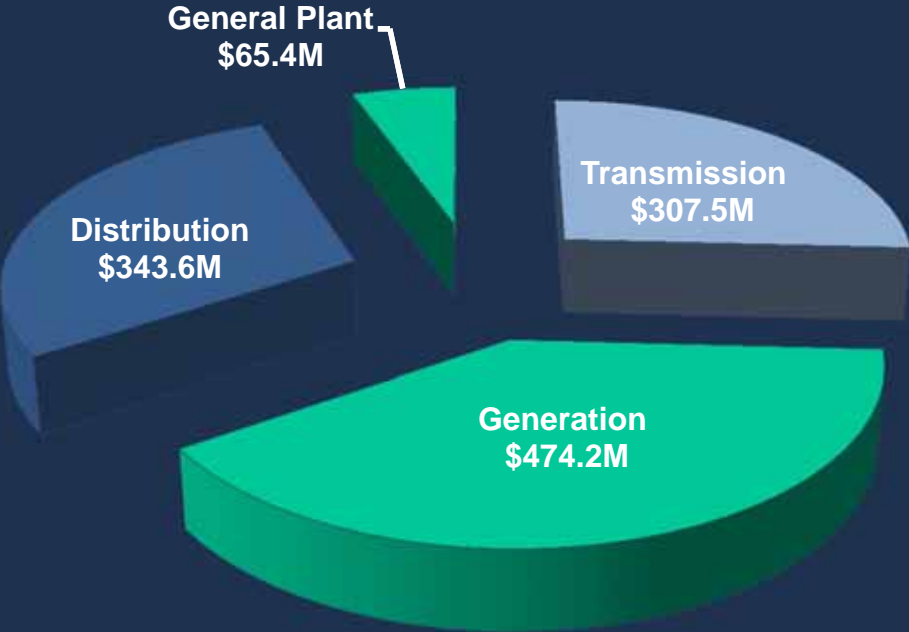 General Plant
$65.4M
Transmission
$307.5M
Distribution
$343.6M
Generation
$474.2M